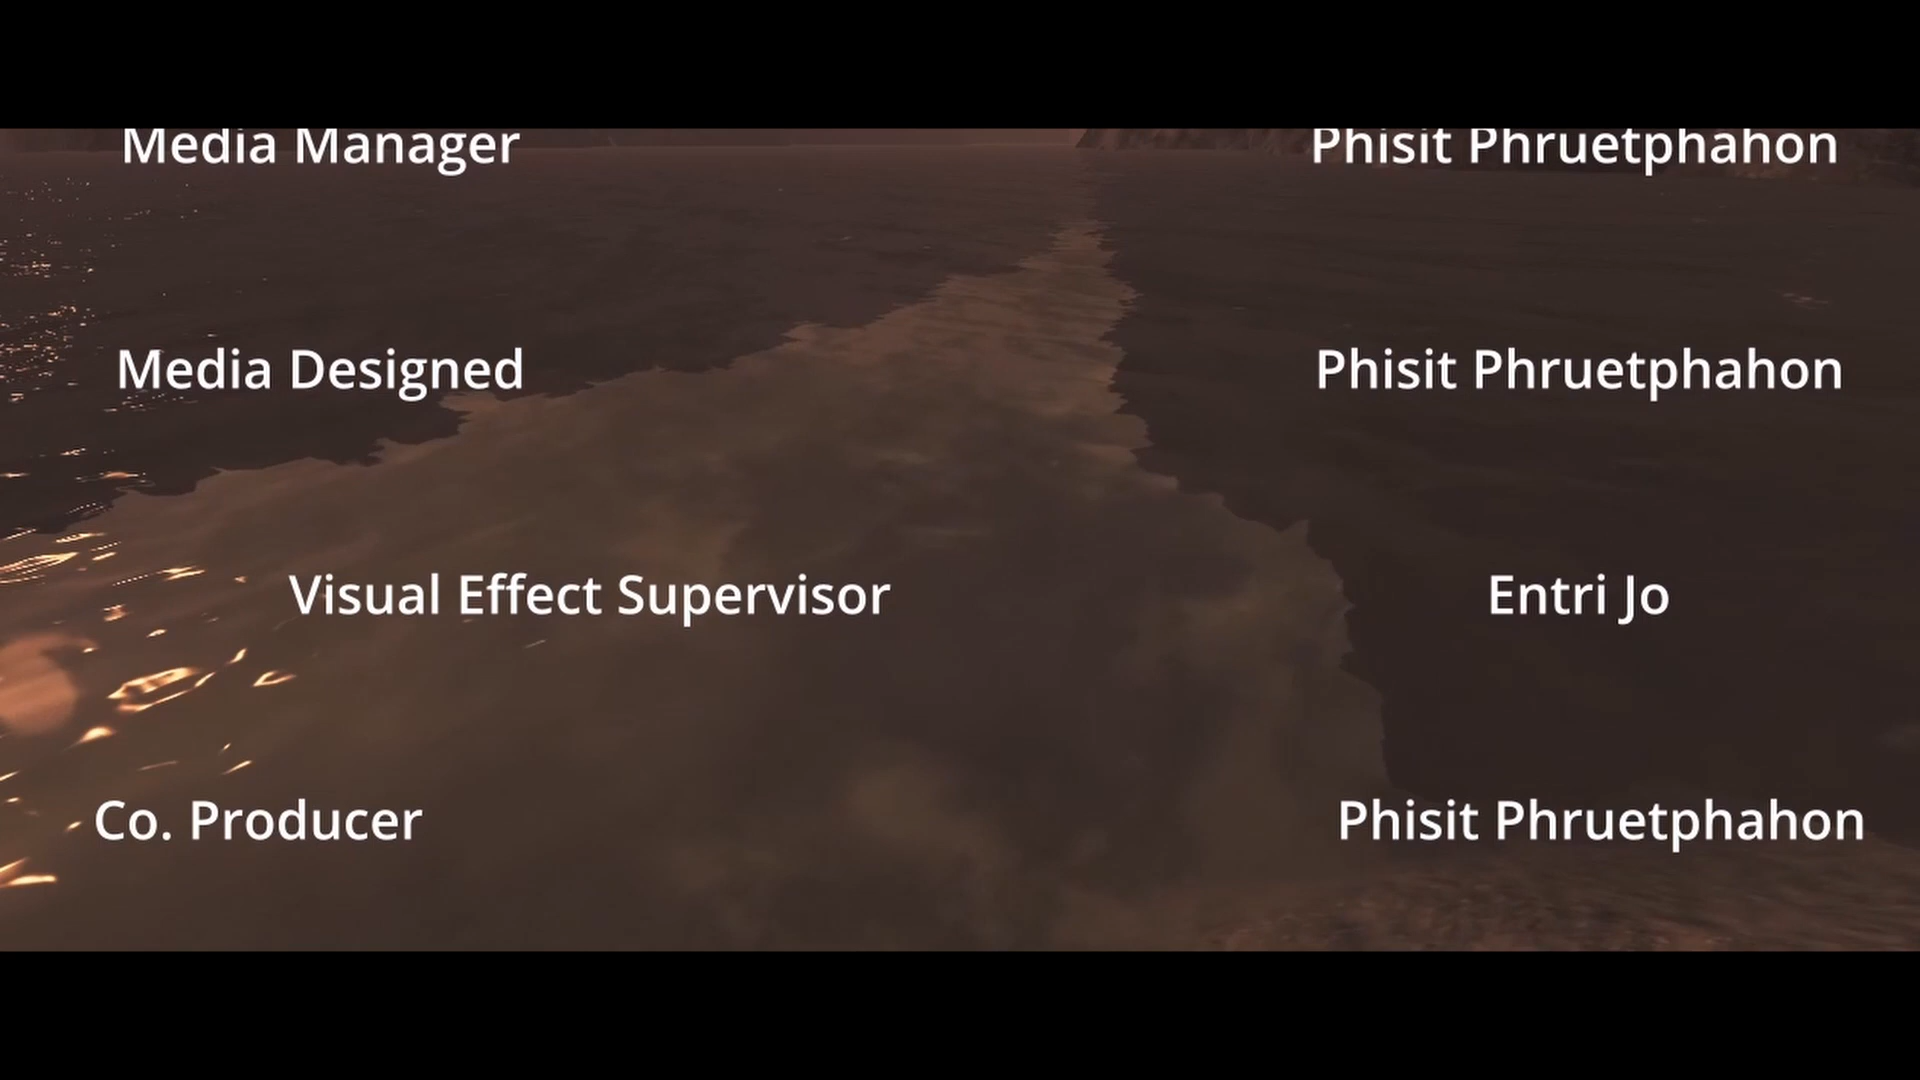 Media Manager Phisit Phruetphahon
Media Designed Phisit Phruetphahon
Visual Effect Supervisor Entri Jo
Co. Producer Phisit Phruetphahon